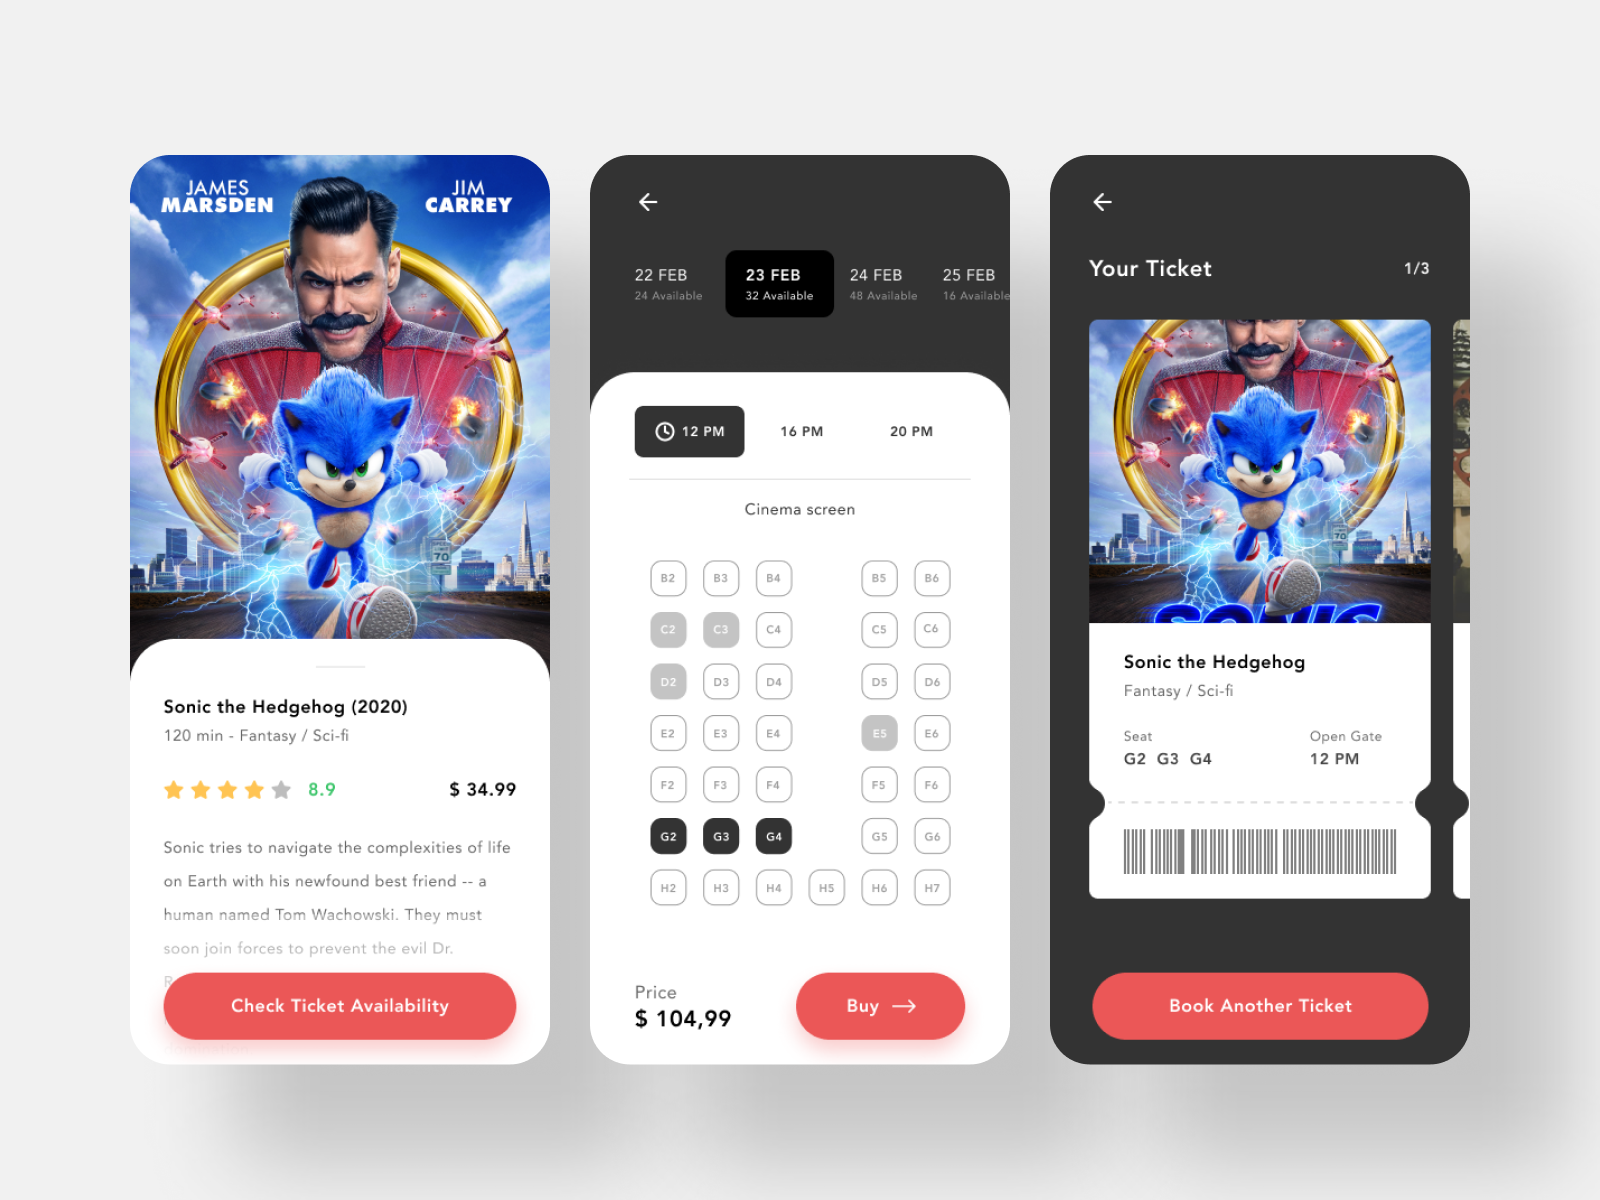 JAMES
MARSDEN
JIM
CARREY
70
Sonic the Hedgehog (2020)
120 min - Fantasy / Sci-fi
8.9
$ 34.99
Sonic tries to navigate the complexities of life
on Earth with his newfound best friend -- a
human named Tom Wachowski. They must
soon join forces to prevent the evil Dr.
Check Ticket Availability
22 FEB
24 Available
23 FEB
32 Available
24 FEB
48 Available
25 FEB
16 Available
12 PM
16 PM
20 PM
Cinema screen
B2 B3 B4 B5 B6
C2 C3 C4 C5 C6
D2 D3 D4 D5 D6
E2 E3 E4 E5 E6
F2 F3 F4 F5 F6
G2 G3 G4 G5 G6
H2 H3 H4 H5 H6 H7
Price
$ 104,99
Buy
Your Ticket
1/3
70
SONIC
Sonic the Hedgehog
Fantasy / Sci-fi
Seat
G2 G3 G4
Open Gate
12 PM
Book Another Ticket